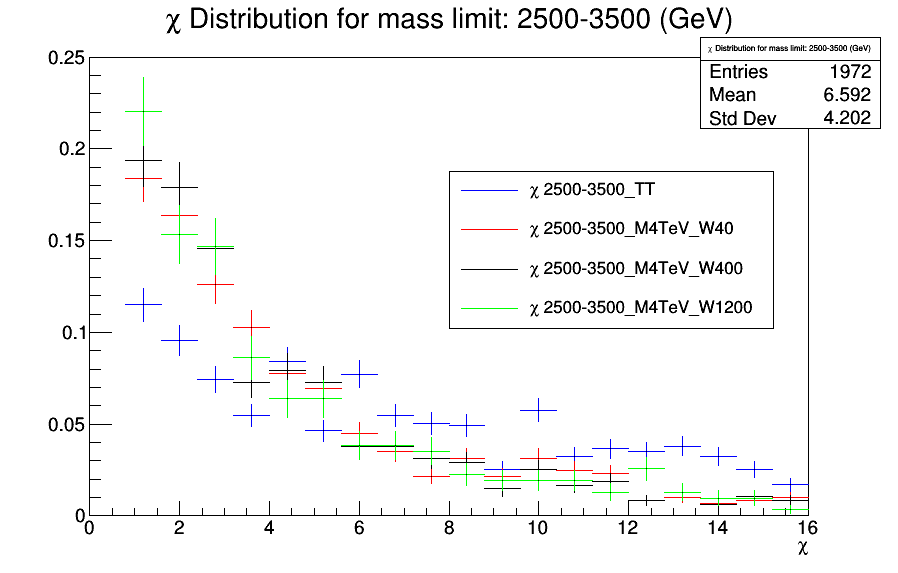 χ Distribution for mass limit: 2500-3500 (GeV)
χ Distribution for mass limit: 2500-3500 (GeV)
Entries 1972
Mean 6.592
Std Dev 4.202
χ 2500-3500_TT
χ 2500-3500_M4TeV_W40
χ 2500-3500_M4TeV_W400
χ 2500-3500_M4TeV_W1200
0.25
0.2
0.15
0.1
0.05
0
0 2 4 6 8 10 12 14 16
χ